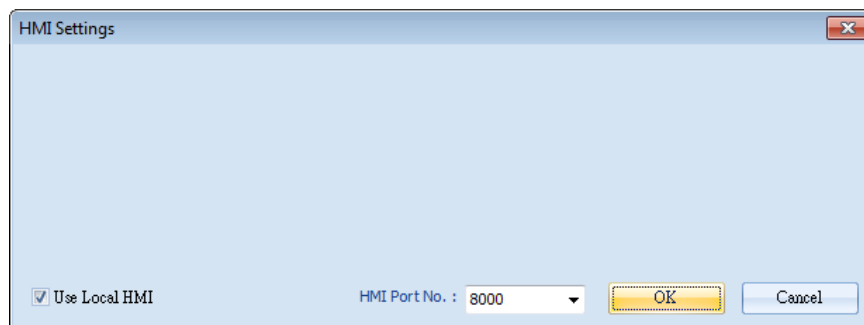 HMI Settings
Use Local HMI HMI Port No. : 8000 OK Cancel